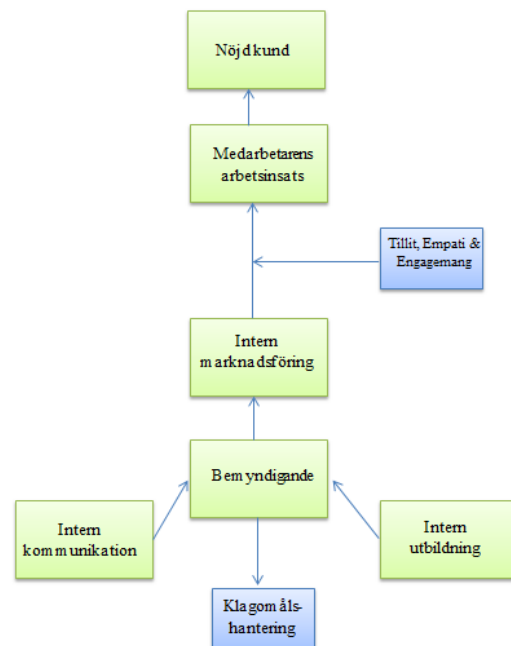 Nöjd kund
Medarbetarens
arbetsinsats
Tillit, Empati &
Engagemang
Intern
marknadsföring
Bemyndigande
Intern
kommunikation
Intern
utbildning
Klagomåls-
hantering